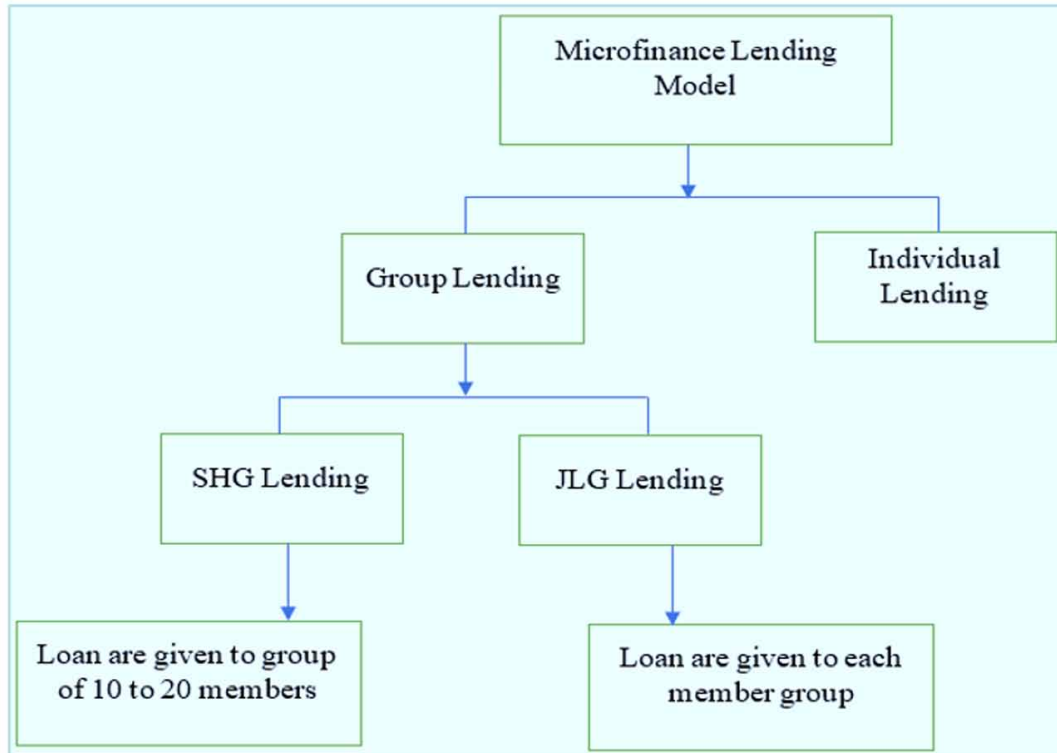 Microfinance Lending
Model
Group Lending
Individual
Lending
SHG Lending
JLG Lending
Loan are given to group
of 10 to 20 members
Loan are given to each
member group